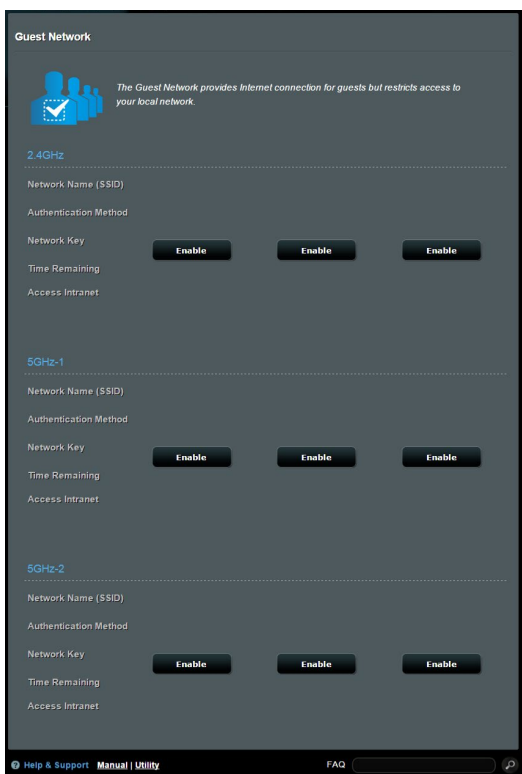 Guest Network
The Guest Network provides Internet connection for guests but restricts access to
your local network.
2.4GHz
Network Name (SSID)
Authentication Method
Network Key
Enable Enable Enable
Time Remaining
Access Intranet
5GHz-1
Network Name (SSID)
Authentication Method
Network Key
Enable Enable Enable
Time Remaining
Access Intranet
5GHz-2
Network Name (SSID)
Authentication Method
Network Key
Enable Enable Enable
Time Remaining
Access Intranet
? Help & Support Manual | Utility FAQ